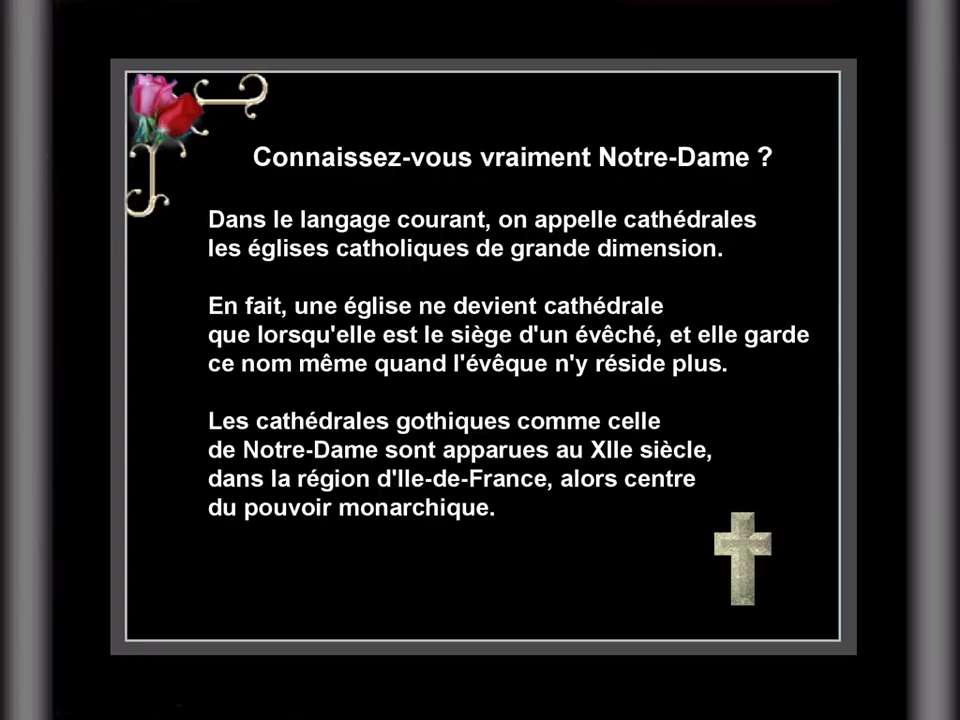 Connaissez-vous vraiment Notre-Dame ?
Dans le langage courant, on appelle cathédrales
les églises catholiques de grande dimension.
En fait, une église ne devient cathédrale
que lorsqu'elle est le siège d'un évêché, et elle garde
ce nom même quand l'évêque n'y réside plus.
Les cathédrales gothiques comme celle
de Notre-Dame sont apparues au XIIe siècle,
dans la région d'Ile-de-France, alors centre
du pouvoir monarchique.